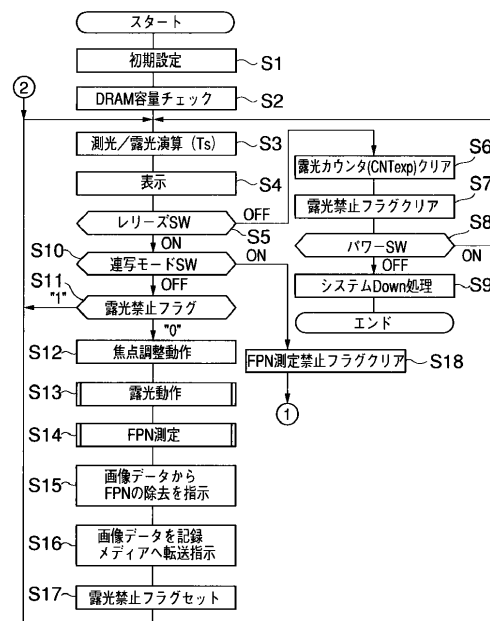 スタート
初期設定
S1
②
DRAM容量チェック
S2
測光/露光演算 (Ts)
S3
表示
S4
レリーズSW
OFF
S5
ON
露光カウンタ(CNTexp)クリア
S6
露光禁止フラグクリア
S7
パワーSW
S8
ON
OFF
システムDown処理
S9
エンド
S10
連写モードSW
ON
OFF
S11
"1"
露光禁止フラグ
"0"
FPN測定禁止フラグクリア
S18
①
S12
焦点調整動作
S13
露光動作
S14
FPN測定
S15
画像データから
FPNの除去を指示
S16
画像データを記録
メディアへ転送指示
S17
露光禁止フラグセット